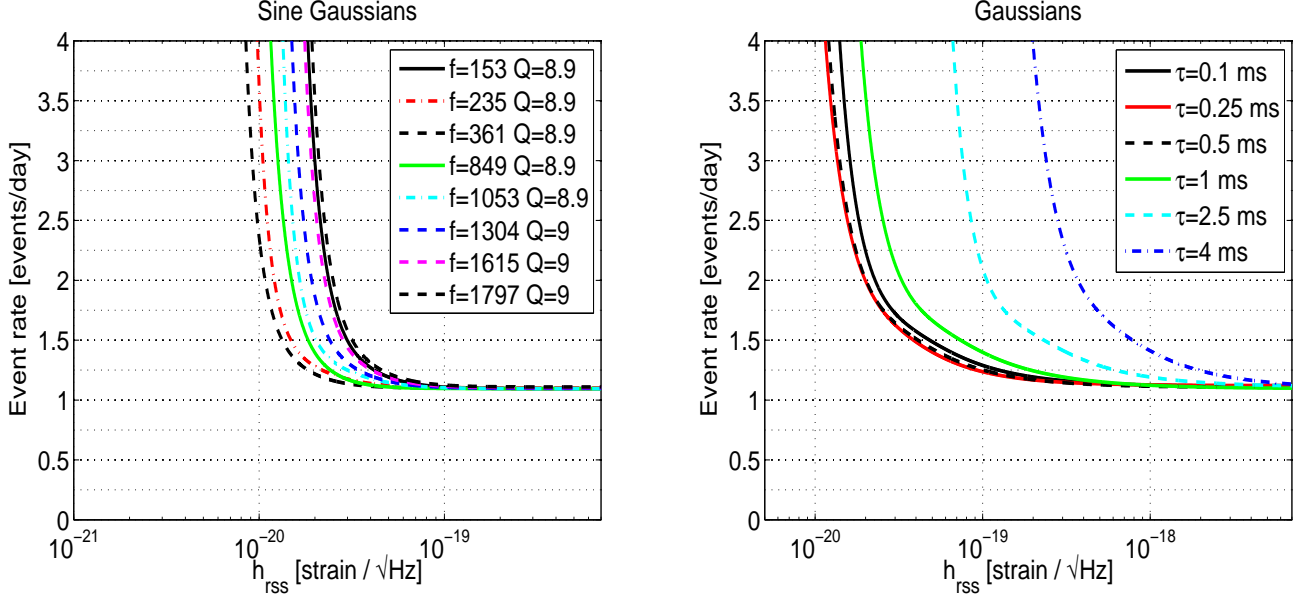 Sine Gaussians
4
3.5
3
2.5
2
1.5
1
0.5
0
Event rate [events/day]
10^−21
10^−20
10^−19
h_rss [strain / √Hz]
f=153 Q=8.9
f=235 Q=8.9
f=361 Q=8.9
f=849 Q=8.9
f=1053 Q=8.9
f=1304 Q=9
f=1615 Q=9
f=1797 Q=9
Gaussians
4
3.5
3
2.5
2
1.5
1
0.5
0
Event rate [events/day]
10^−20
10^−19
10^−18
h_rss [strain / √Hz]
τ=0.1 ms
τ=0.25 ms
τ=0.5 ms
τ=1 ms
τ=2.5 ms
τ=4 ms